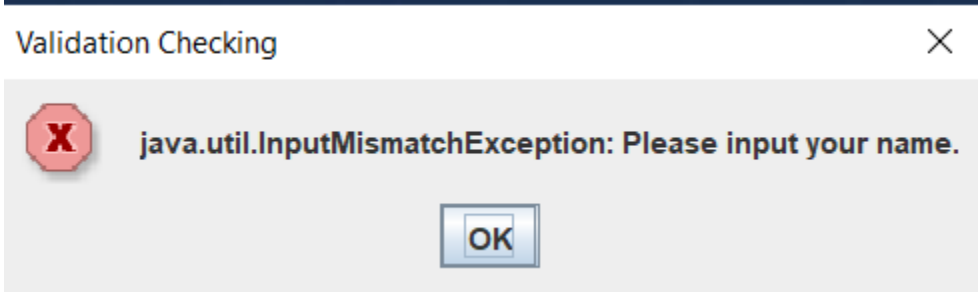 Validation Checking
java.util.InputMismatchException: Please input your name.
OK